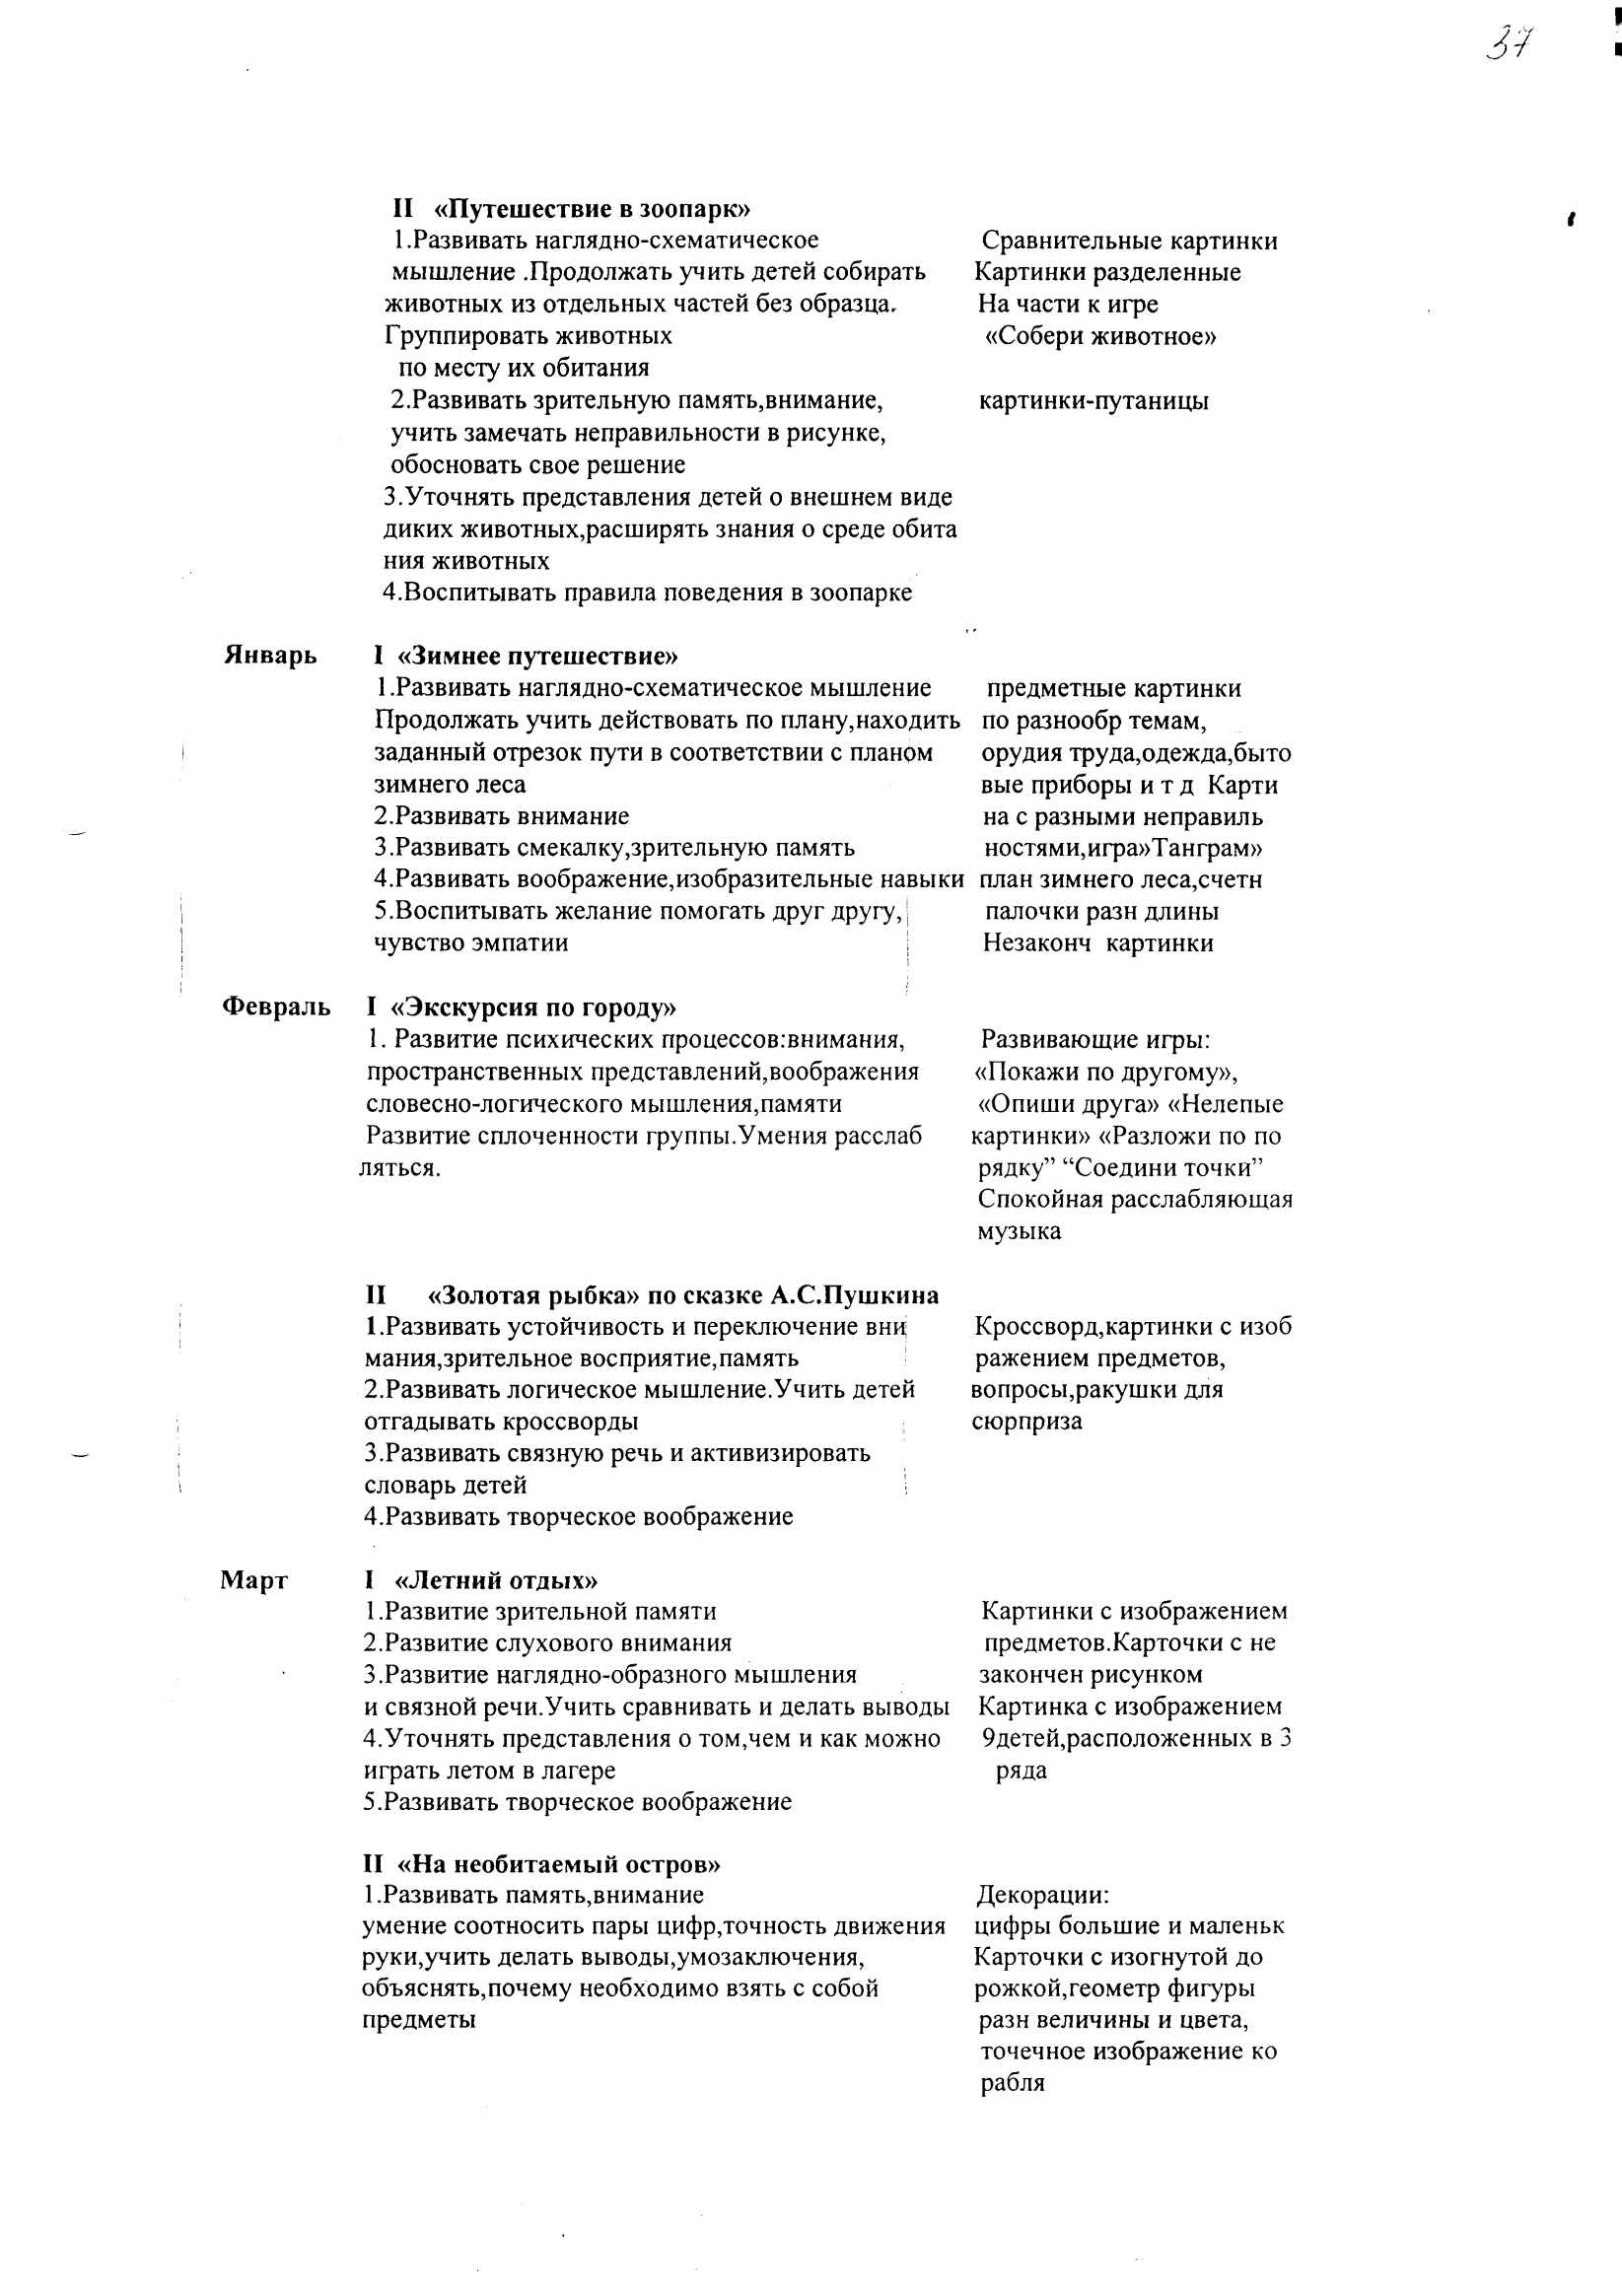 37
II «Путешествие в зоопарк»
1.Развивать наглядно-схематическое Сравнительные картинки
мышление .Продолжать учить детей собирать Картинки разделенные
животных из отдельных частей без образца. На части к игре
Группировать животных «Собери животное»
по месту их обитания
2.Развивать зрительную память,внимание, картинки-путаницы
учить замечать неправильности в рисунке,
обосновать свое решение
3.Уточнять представления детей о внешнем виде
диких животных,расширять знания о среде обита
ния животных
4.Воспитывать правила поведения в зоопарке
Январь I «Зимнее путешествие»
1.Развивать наглядно-схематическое мышление предметные картинки
Продолжать учить действовать по плану,находить по разнообр темам,
заданный отрезок пути в соответствии с планом орудия труда,одежда,быто
зимнего леса вые приборы и т д Карти
2.Развивать внимание на с разными неправиль
3.Развивать смекалку,зрительную память ностями,игра»Танграм»
4.Развивать воображение,изобразительные навыки план зимнего леса,счетн
5.Воспитывать желание помогать друг другу, палочки разн длины
чувство эмпатии Незаконч картинки
Февраль I «Экскурсия по городу»
1. Развитие психических процессов:внимания, Развивающие игры:
пространственных представлений,воображения «Покажи по другому»,
словесно-логического мышления,памяти «Опиши друга» «Нелепые
Развитие сплоченности группы.Умения расслаб картинки» «Разложи по по
ляться. рядку” “Соедини точки”
Спокойная расслабляющая
музыка
II «Золотая рыбка» по сказке А.С.Пушкина
1.Развивать устойчивость и переключение вни Кроссворд,картинки с изоб
мания,зрительное восприятие,память ражением предметов,
2.Развивать логическое мышление.Учить детей вопросы,ракушки для
отгадывать кроссворды сюрприза
3.Развивать связную речь и активизировать
словарь детей
4.Развивать творческое воображение
Март I «Летний отдых»
1.Развитие зрительной памяти Картинки с изображением
2.Развитие слухового внимания предметов.Карточки с не
3.Развитие наглядно-образного мышления закончен рисунком
и связной речи.Учить сравнивать и делать выводы Картинка с изображением
4.Уточнять представления о том,чем и как можно 9детей,расположенных в 3
играть летом в лагере ряда
5.Развивать творческое воображение
II «На необитаемый остров»
1.Развивать память,внимание Декорации:
умение соотносить пары цифр,точность движения цифры большие и маленьк
руки,учить делать выводы,умозаключения, Карточки с изогнутой до
объяснять,почему необходимо взять с собой рожкой,геометр фигуры
предметы разн величины и цвета,
точечное изображение ко
рабля